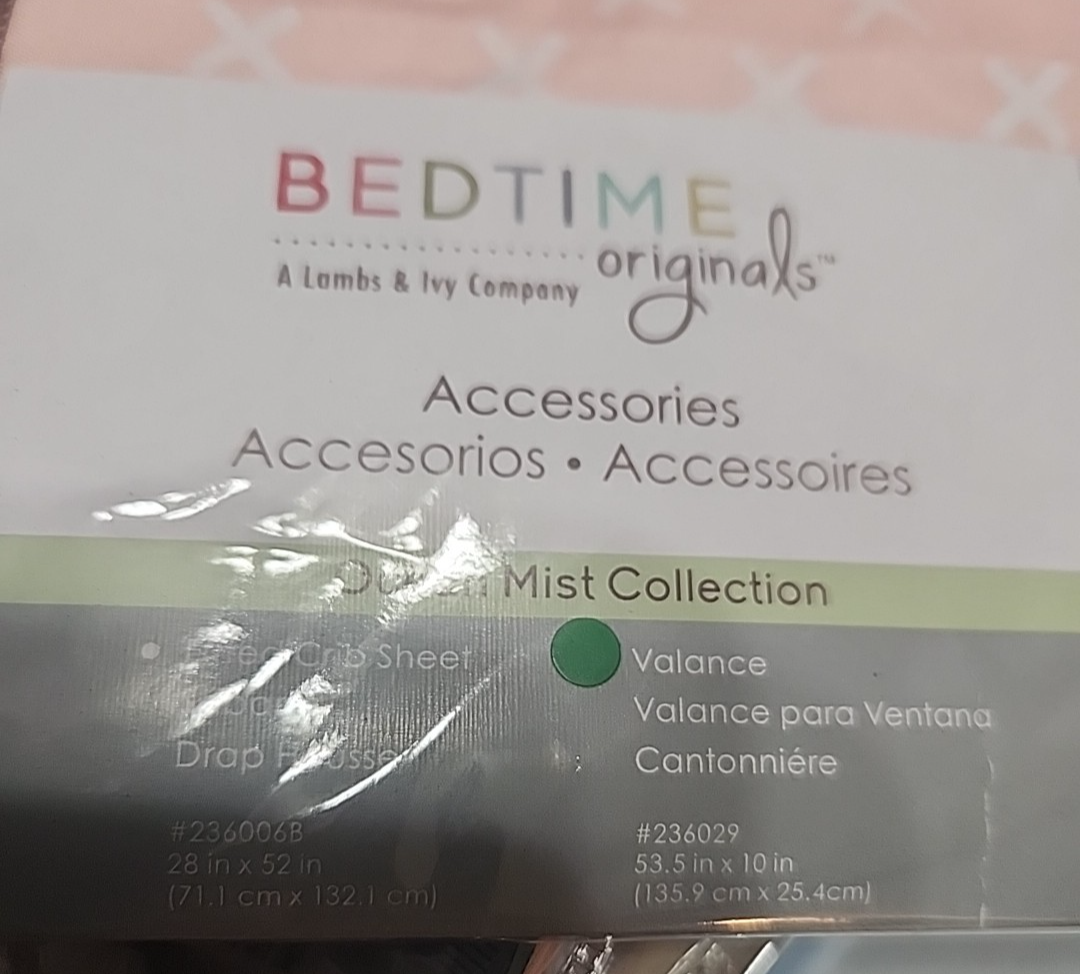 BEDTIME
originals™
A Lambs & Ivy Company
Accessories
Accesorios • Accessoires
Mist Collection
Crib Sheet
Drap
#236006B
28 in x 52 in
(71.1 cm x 132.1 cm)
Valance
Valance para Ventana
Cantonniére
#236029
53.5 in x 10 in
(135.9 cm x 25.4cm)